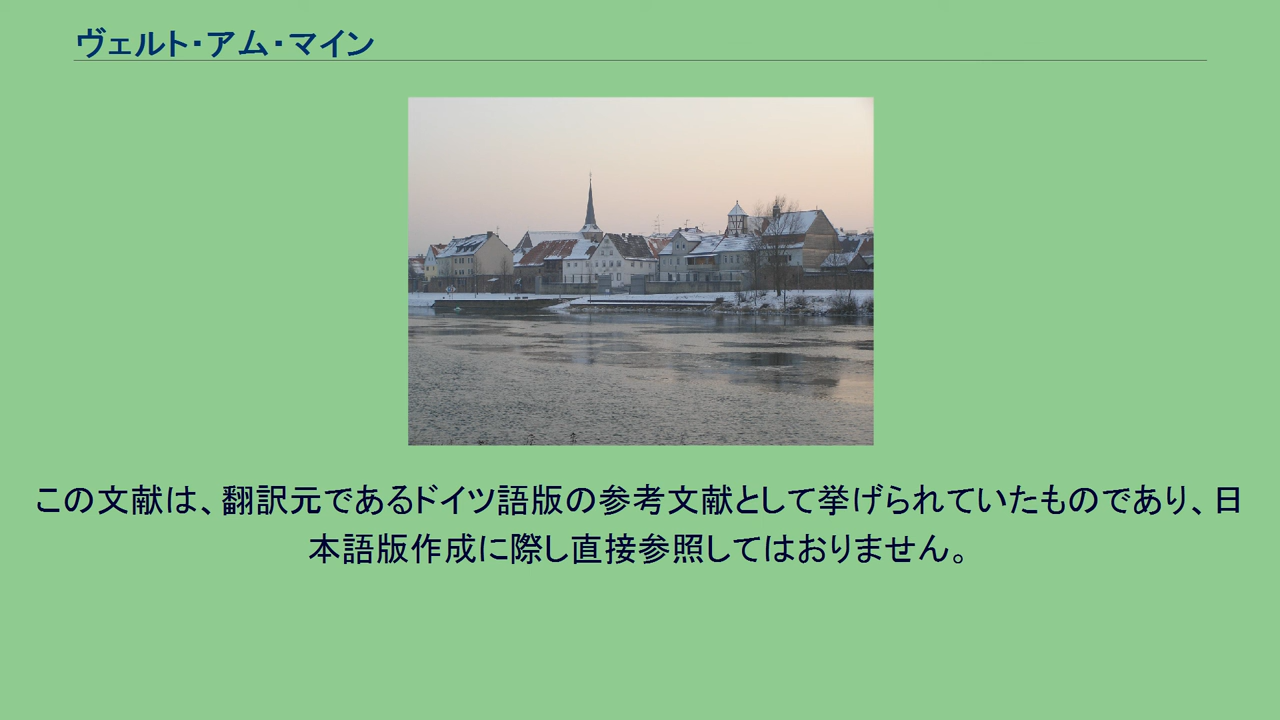 ヴェルト・アム・マイン
この文献は、翻訳元であるドイツ語版の参考文献として挙げられていたものであり、日
本語版作成に際し直接参照してはおりません。